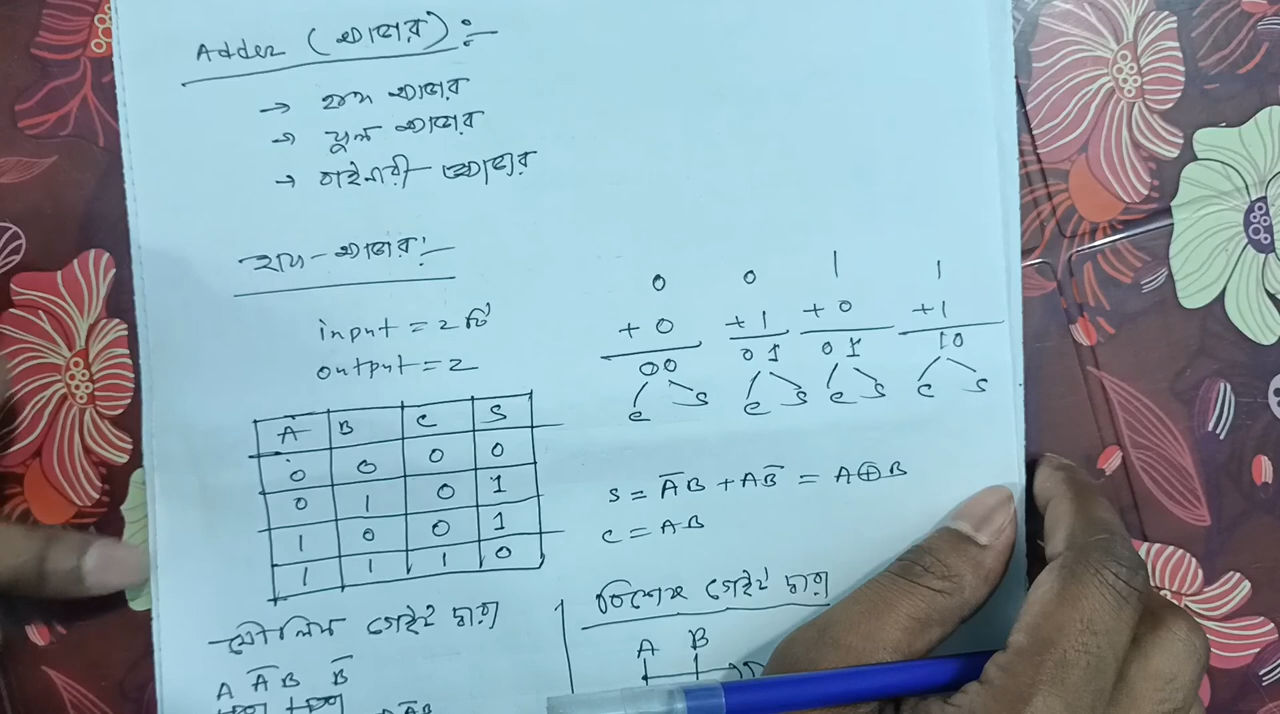 Adder (অ্যাডার) :-
→ হাফ অ্যাডার
→ ফুল অ্যাডার
→ বাইনারী অ্যাডার
হাফ-অ্যাডার:-
input = 2 টি
output = 2
A B C S
0 0 0 0
0 1 0 1
1 0 0 1
1 1 1 0
0 0 1 1
+ 0 +1 + 0 +1
00 01 01 10
C S C S C S C S
S = A̅B + AB̅ = A⊕B
C = AB
মৌলিক গেইট দ্বারা
A A̅ B B̅
A̅B
বিশেষ গেইট দ্বারা
A B